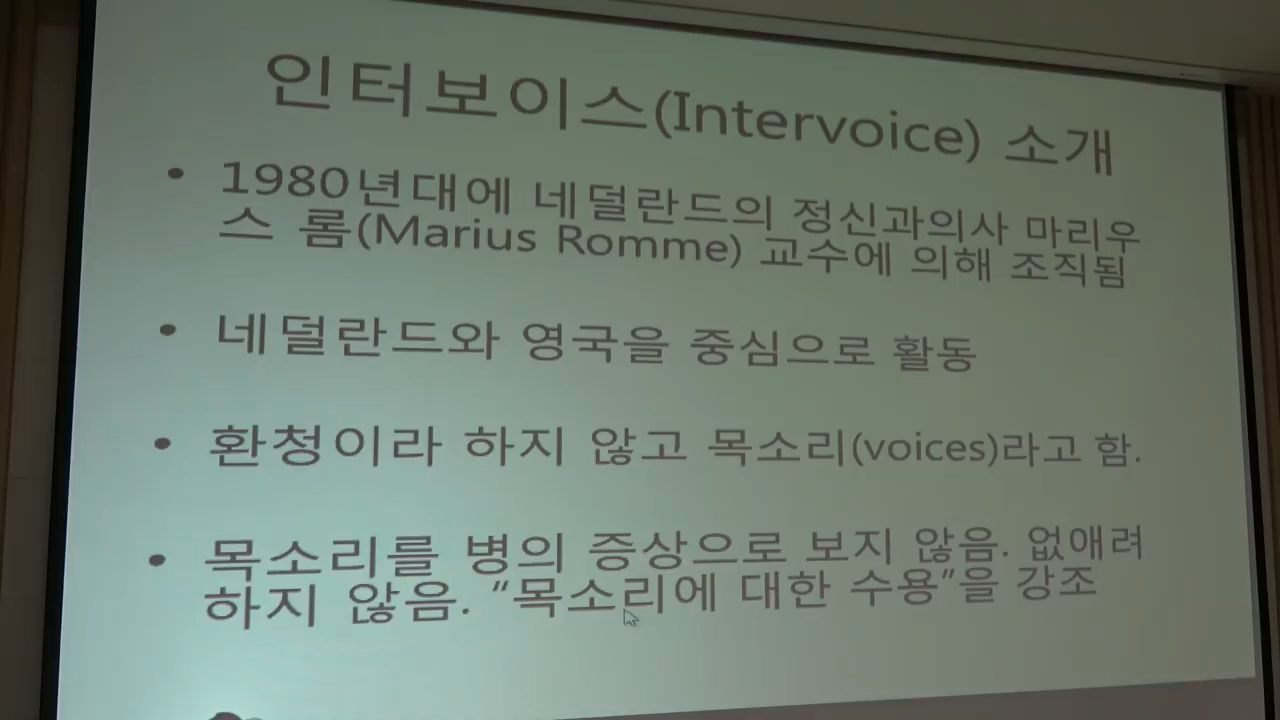 인터보이스(Intervoice) 소개
• 1980년대에 네덜란드의 정신과의사 마리우
스 롬(Marius Romme) 교수에 의해 조직됨
• 네덜란드와 영국을 중심으로 활동
• 환청이라 하지 않고 목소리(voices)라고 함.
• 목소리를 병의 증상으로 보지 않음. 없애려
하지 않음. “목소리에 대한 수용”을 강조